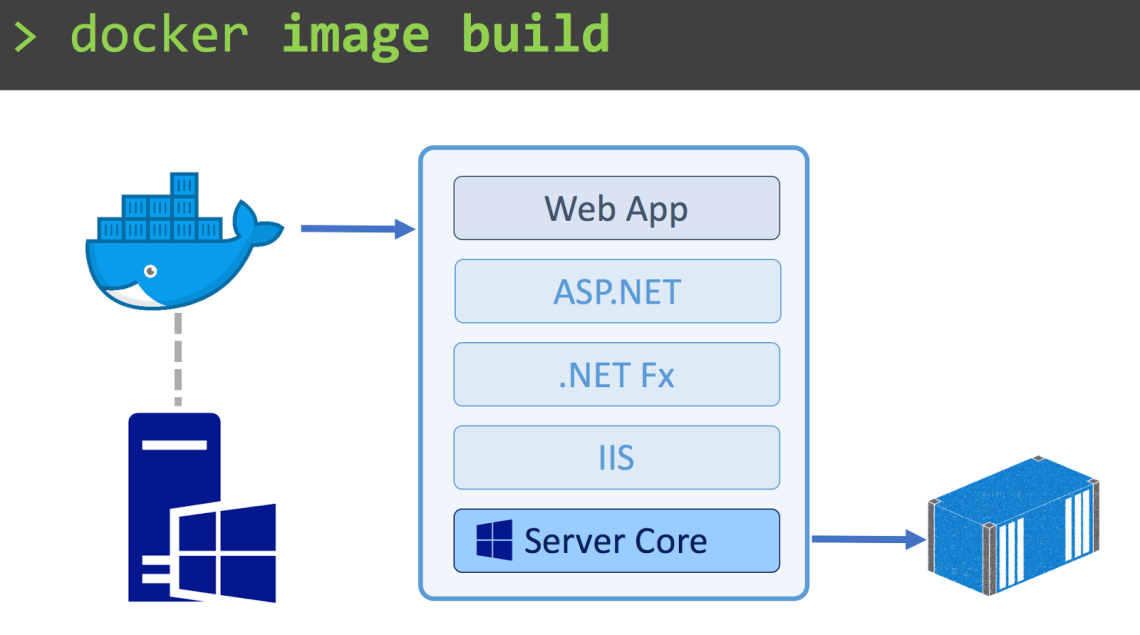 > docker image build
Web App
ASP.NET
.NET Fx
IIS
Server Core